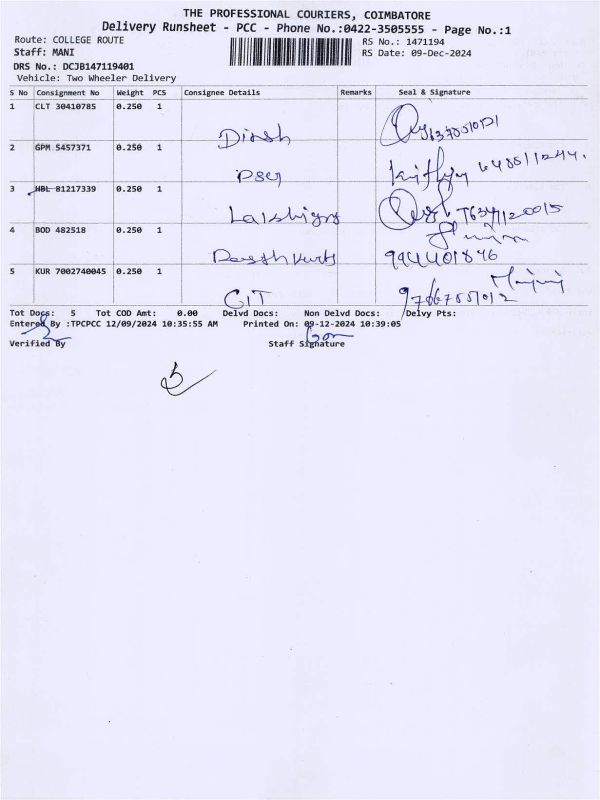 THE PROFESSIONAL COURIERS, COIMBATORE
Delivery Runsheet - PCC - Phone No.:0422-3505555 - Page No.:1
Route: COLLEGE ROUTE
RS No.: 1471194
Staff: MANI
RS Date: 09-Dec-2024
DRS No.: DCJB147119401
Vehicle: Two Wheeler Delivery
S No Consignment No Weight PCS Consignee Details Remarks Seal & Signature
1 CLT 30410785 0.250 1
Dinsh
2 GPM 5457371 0.250 1
PSG
3 HBL 81217339 0.250 1
4 BOD 482518 0.250 1
9944401846
5 KUR 7002740045 0.250 1
CIT
Tot Docs: 5 Tot COD Amt: 0.00 Delvd Docs: Non Delvd Docs: Delvy Pts:
Entered By :TPCPCC 12/09/2024 10:35:55 AM Printed On: 09-12-2024 10:39:05
Verified By Staff Signature